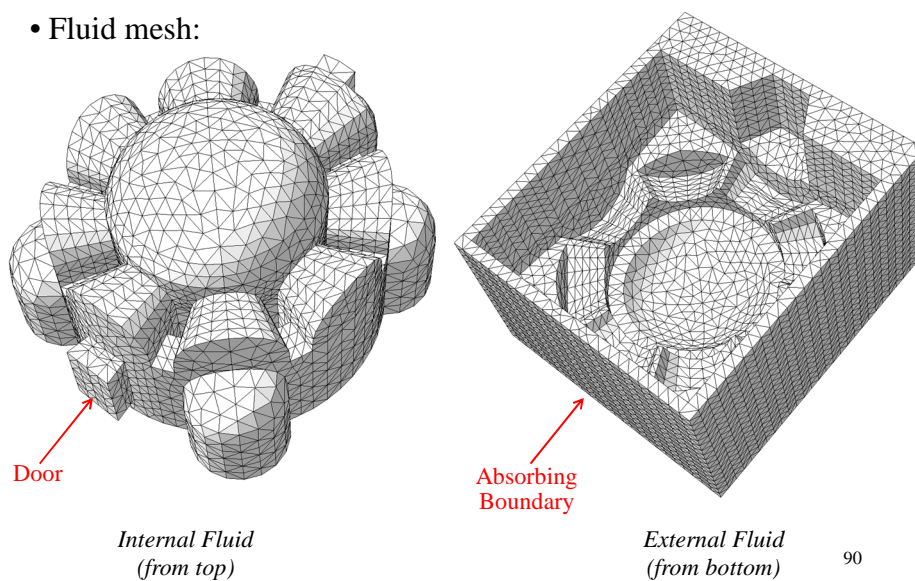 • Fluid mesh:
Door
Absorbing
Boundary
Internal Fluid
(from top)
External Fluid
(from bottom)
90